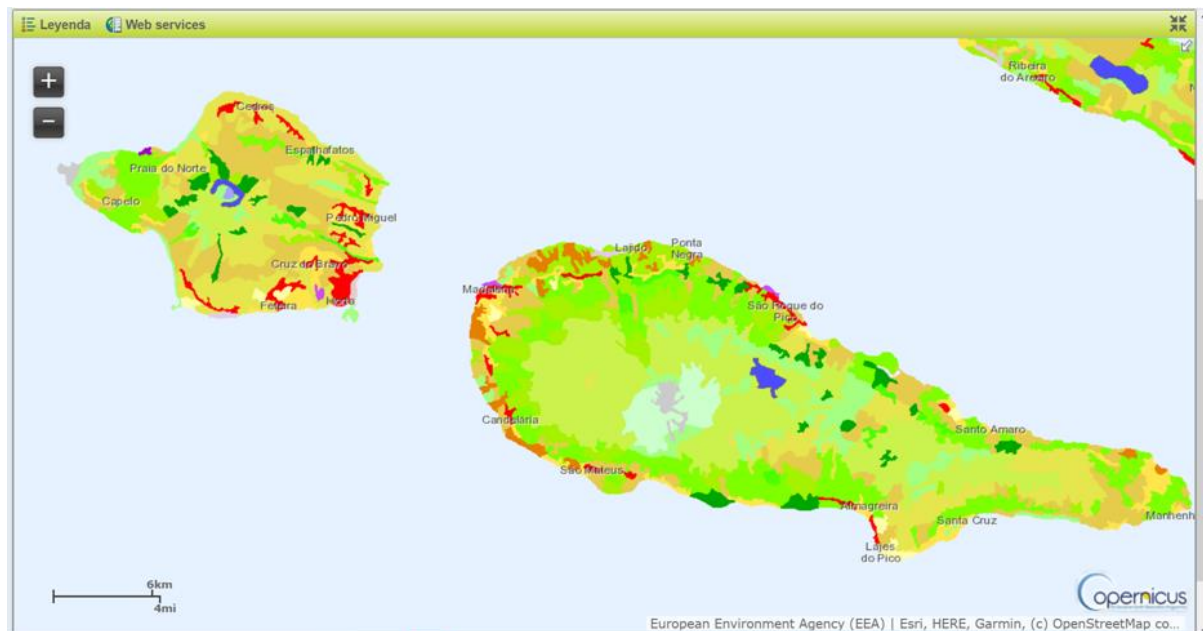 Leyenda Web services
+
−
Ribeira
do Areeiro
Cedros
Espalhafatos
Praia do Norte
Capelo
Pedro Miguel
Cruz do Bravo
Feteira
Horta
Lajido
Ponta
Negra
Madalena
São Roque do
Pico
Candelária
Santo Amaro
São Mateus
Almagreira
Santa Cruz
Manhenh
Lajes
do Pico
6km
4mi
opernicus
European Environment Agency (EEA) | Esri, HERE, Garmin, (c) OpenStreetMap co...